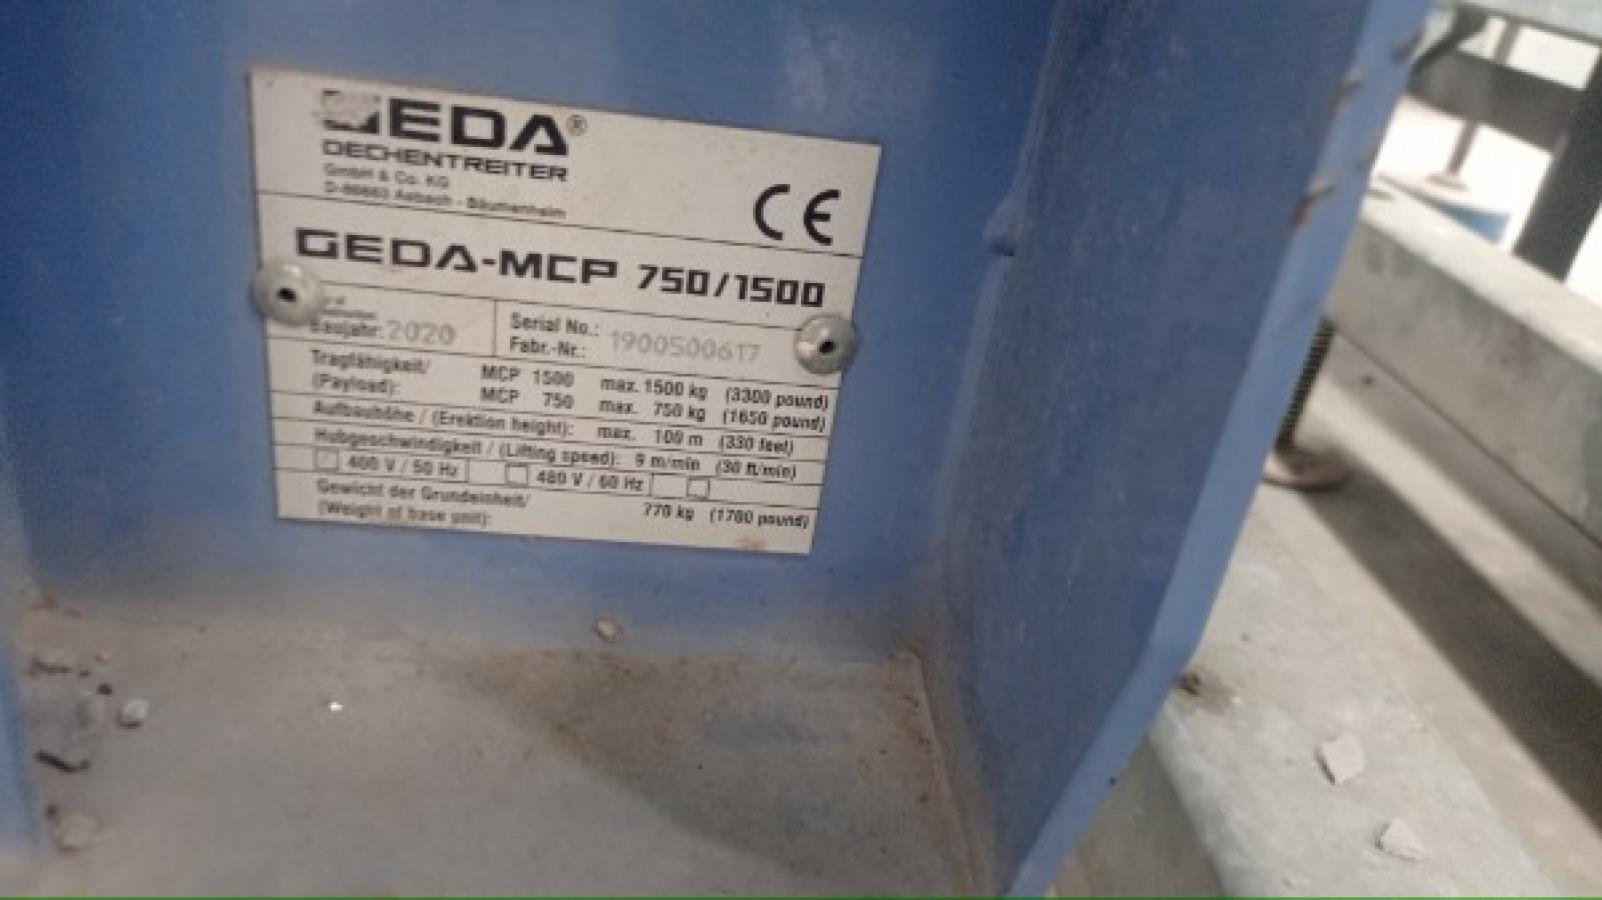 GEDA®
DECHENTREITER
GmbH & Co. KG
D-86663 Asbach - Bäumenheim
CE
GEDA-MCP 750/1500
Baujahr: 2020
Serial No.:
Fabr.-Nr.: 1900500617
Tragfähigkeit/ MCP 1500 max. 1500 kg (3300 pound)
(Payload): MCP 750 max. 750 kg (1650 pound)
Aufbauhöhe / (Erektion height): max. 100 m (330 feet)
Hubgeschwindigkeit / (Lifting speed): 9 m/min (30 ft/min)
400 V / 50 Hz 480 V / 60 Hz
Gewicht der Grundeinheit/
(Weight of base unit): 770 kg (1700 pound)